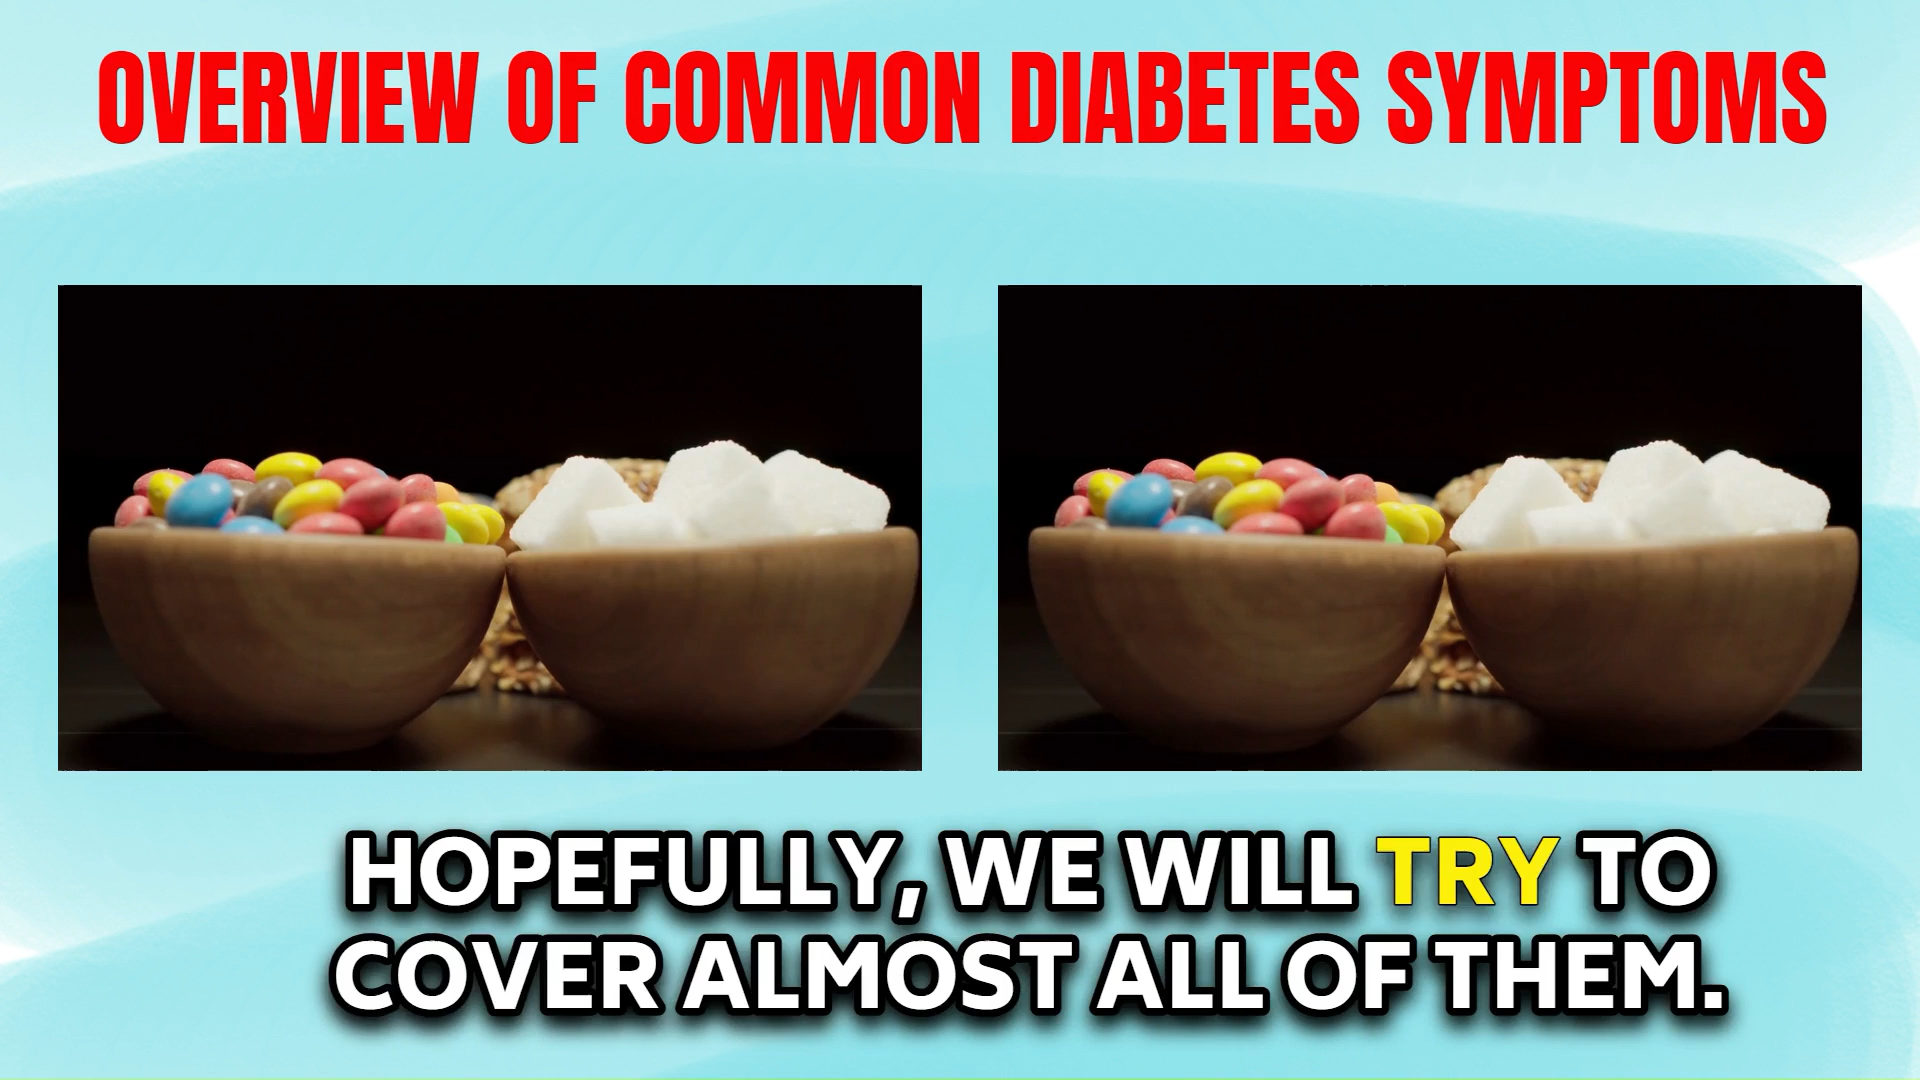 OVERVIEW OF COMMON DIABETES SYMPTOMS
HOPEFULLY, WE WILL TRY TO
COVER ALMOST ALL OF THEM.